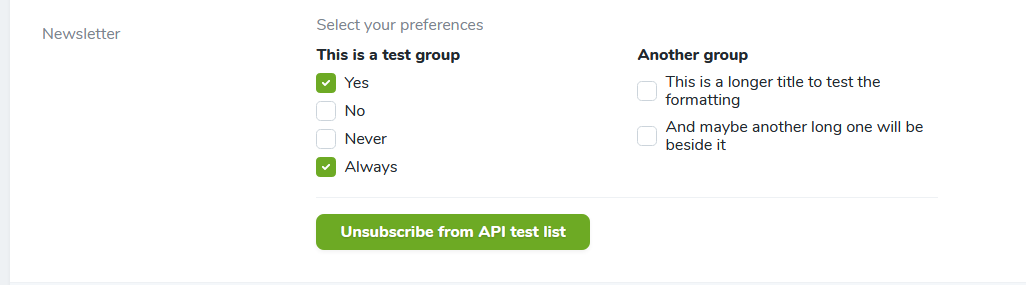 Newsletter
Select your preferences
This is a test group
Yes
No
Never
Always
Another group
This is a longer title to test the
formatting
And maybe another long one will be
beside it
Unsubscribe from API test list